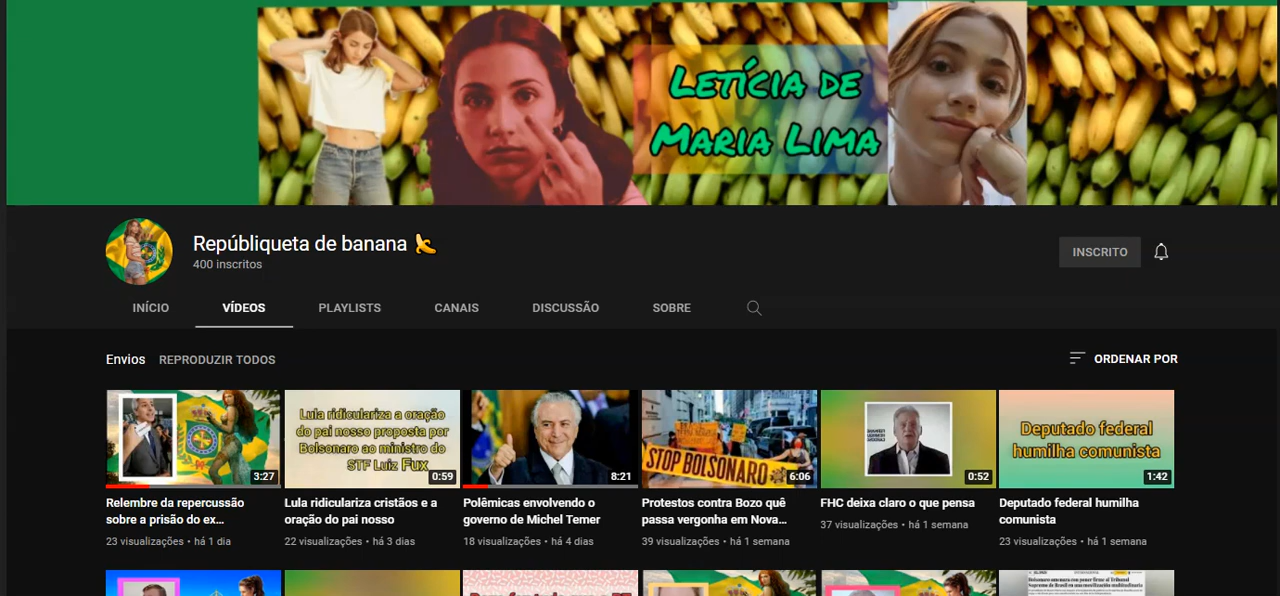 LETÍCIA DE
MARIA LIMA
Repúbliqueta de banana 🍌
400 inscritos
INSCRITO
INÍCIO
VÍDEOS
PLAYLISTS
CANAIS
DISCUSSÃO
SOBRE
Envios
REPRODUZIR TODOS
ORDENAR POR
3:27
Lula ridiculariza a oração
do pai nosso proposta por
Bolsonaro ao ministro do
STF Luiz Fux
0:59
8:21
STOP BOLSONARO
6:06
0:52
Deputado federal
humilha comunista
1:42
Relembre da repercussão
sobre a prisão do ex...
23 visualizações • há 1 dia
Lula ridiculariza cristãos e a
oração do pai nosso
22 visualizações • há 3 dias
Polêmicas envolvendo o
governo de Michel Temer
18 visualizações • há 4 dias
Protestos contra Bozo quê
passa vergonha em Nova...
39 visualizações • há 1 semana
FHC deixa claro o que pensa
37 visualizações • há 1 semana
Deputado federal humilha
comunista
23 visualizações • há 1 semana